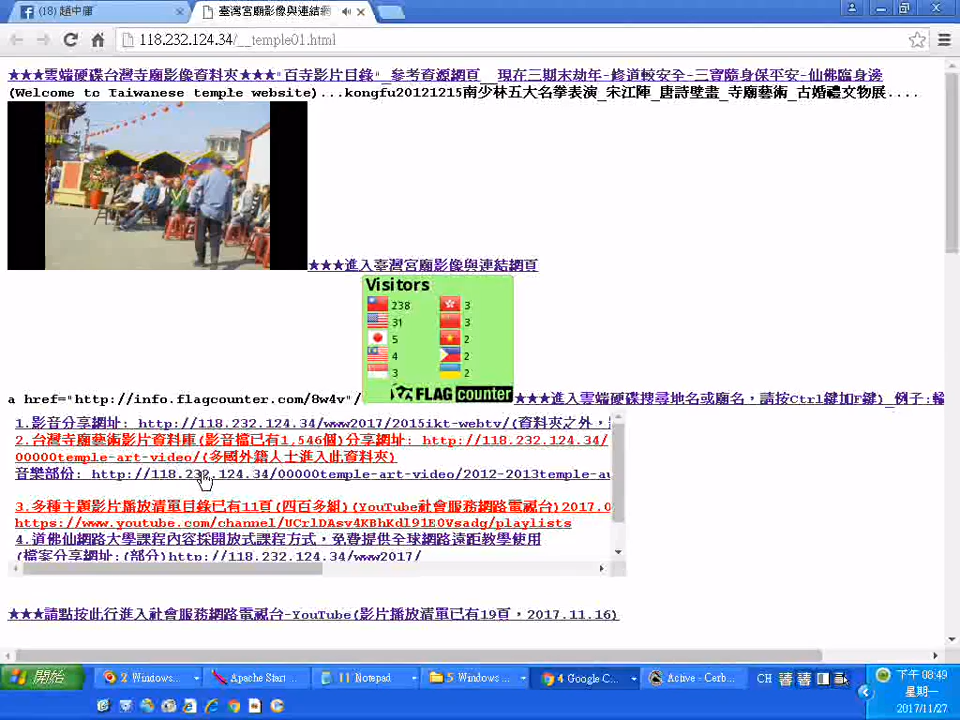 (18) 趙中庸
臺灣宮廟影像與連結網
118.232.124.34/__temple01.html
★★★雲端硬碟台灣寺廟影像資料夾★★★"百寺影片目錄"_參考資源網頁__現在三期末劫年-修道較安全-三寶隨身保平安-仙佛臨身邊
(Welcome to Taiwanese temple website)...kongfu20121215南少林五大名拳表演_宋江陣_唐詩壁畫_寺廟藝術_古婚禮文物展....
★★★進入臺灣宮廟影像與連結網頁
Visitors
238 3
31 3
5 2
4 2
3 2
FLAG counter
a href="http://info.flagcounter.com/8w4v"/
★★★進入雲端硬碟搜尋地名或廟名，請按Ctrl鍵加F鍵)_例子:輸
1.影音分享網址: http://118.232.124.34/www2017/2015ikt-webtv/(資料夾之外，
2.台灣寺廟藝術影片資料庫(影音檔已有1,546個)分享網址: http://118.232.124.34/
00000temple-art-video/(多國外籍人士進入此資料夾)
音樂部份: http://118.232.124.34/00000temple-art-video/2012-2013temple-au
3.多種主題影片播放清單目錄已有11頁(四百多組)(YouTube社會服務網路電視台)2017.0
https://www.youtube.com/channel/UCrlDAsv4KBhKdl91E0Vsadg/playlists
4.道佛仙網路大學課程內容採開放式課程方式，免費提供全球網路遠距教學使用
(檔案分享網址:(部分)http://118.232.124.34/www2017/
★★★請點按此行進入社會服務網路電視台-YouTube(影片播放清單已有19頁，2017.11.16)
開始
2 Windows...
Apache Start ...
11 Notepad
5 Windows ...
4 Google C...
Active - Cerb...
CH
下午 08:49
星期一
2017/11/27